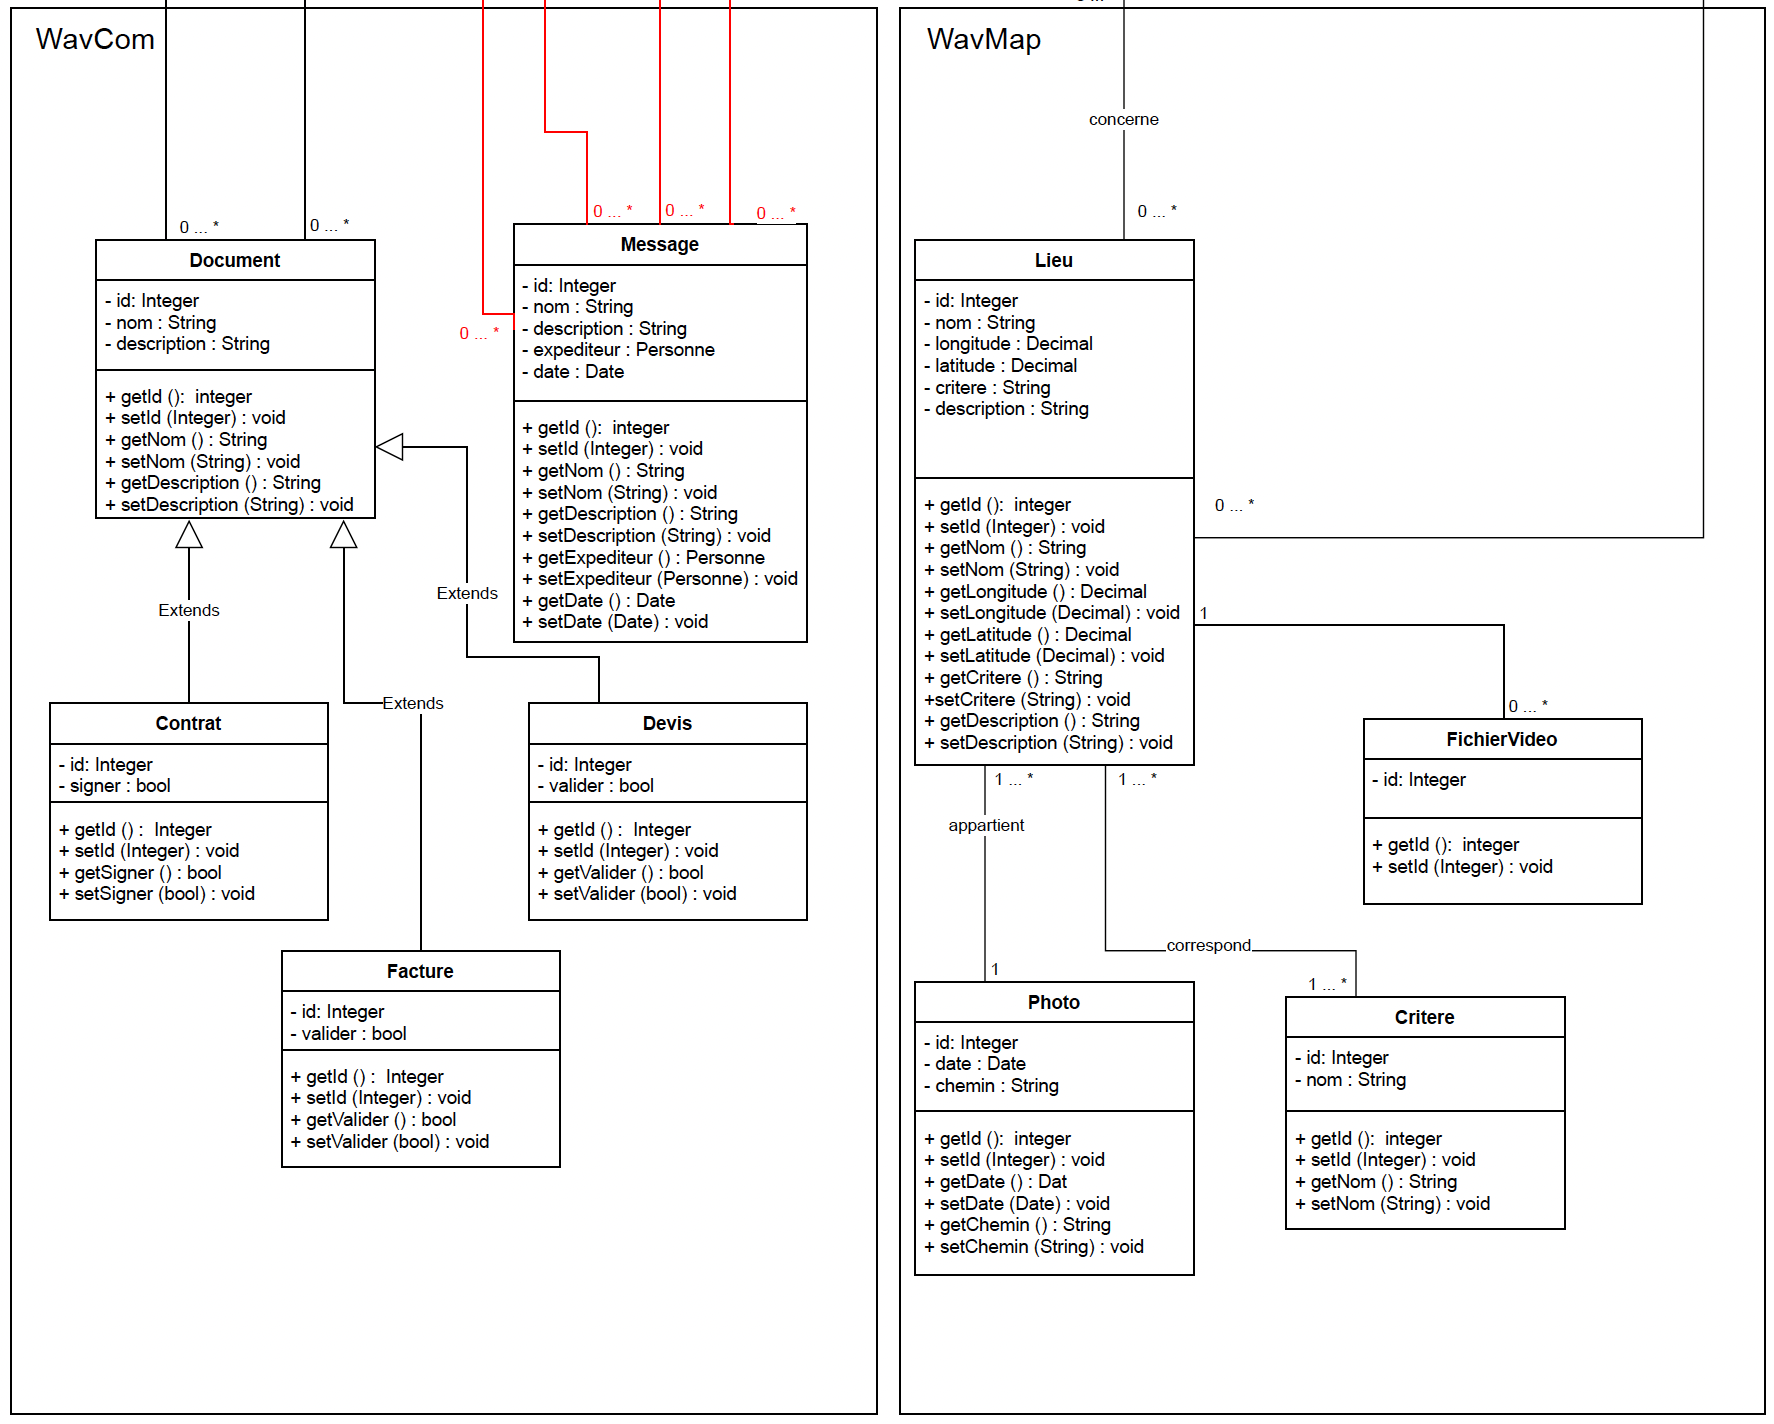 WavCom
0 ... *
0 ... *
Document
- id: Integer
- nom : String
- description : String
+ getId ():  integer
+ setId (Integer) : void
+ getNom () : String
+ setNom (String) : void
+ getDescription () : String
+ setDescription (String) : void
0 ... *
0 ... *
0 ... *
0 ... *
Message
- id: Integer
- nom : String
- description : String
- expediteur : Personne
- date : Date
+ getId ():  integer
+ setId (Integer) : void
+ getNom () : String
+ setNom (String) : void
+ getDescription () : String
+ setDescription (String) : void
+ getExpediteur () : Personne
+ setExpediteur (Personne) : void
+ getDate () : Date
+ setDate (Date) : void
Extends
Extends
Extends
Contrat
- id: Integer
- signer : bool
+ getId () :  Integer
+ setId (Integer) : void
+ getSigner () : bool
+ setSigner (bool) : void
Devis
- id: Integer
- valider : bool
+ getId () :  Integer
+ setId (Integer) : void
+ getValider () : bool
+ setValider (bool) : void
Facture
- id: Integer
- valider : bool
+ getId () :  Integer
+ setId (Integer) : void
+ getValider () : bool
+ setValider (bool) : void
WavMap
concerne
0 ... *
Lieu
- id: Integer
- nom : String
- longitude : Decimal
- latitude : Decimal
- critere : String
- description : String
+ getId ():  integer
+ setId (Integer) : void
+ getNom () : String
+ setNom (String) : void
+ getLongitude () : Decimal
+ setLongitude (Decimal) : void
+ getLatitude () : Decimal
+ setLatitude (Decimal) : void
+ getCritere () : String
+setCritere (String) : void
+ getDescription () : String
+ setDescription (String) : void
0 ... *
1
0 ... *
FichierVideo
- id: Integer
+ getId ():  integer
+ setId (Integer) : void
1 ... *
1 ... *
appartient
correspond
1
1 ... *
Photo
- id: Integer
- date : Date
- chemin : String
+ getId ():  integer
+ setId (Integer) : void
+ getDate () : Dat
+ setDate (Date) : void
+ getChemin () : String
+ setChemin (String) : void
Critere
- id: Integer
- nom : String
+ getId ():  integer
+ setId (Integer) : void
+ getNom () : String
+ setNom (String) : void